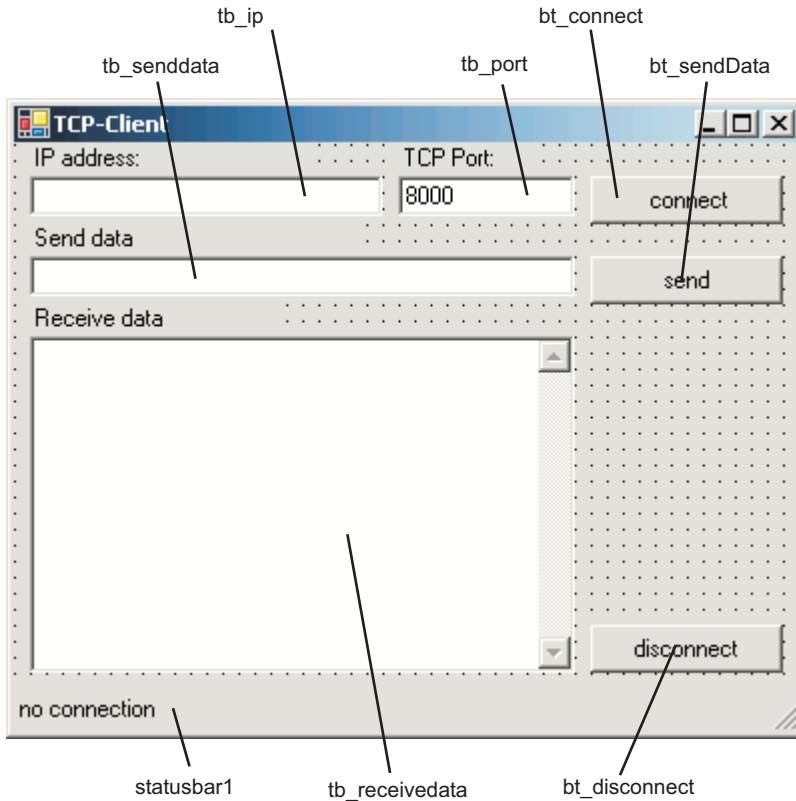 tb_ip
bt_connect
tb_senddata
tb_port
bt_sendData
TCP-Client
IP address:
TCP Port:
8000
connect
Send data
send
Receive data
disconnect
no connection
statusbar1
tb_receivedata
bt_disconnect